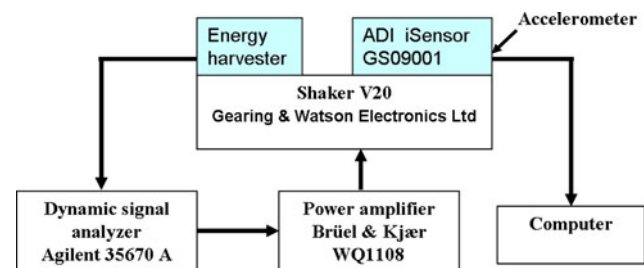 Energy
harvester
ADI iSensor
GS09001
Accelerometer
Shaker V20
Gearing & Watson Electronics Ltd
Dynamic signal
analyzer
Agilent 35670 A
Power amplifier
Brüel & Kjær
WQ1108
Computer